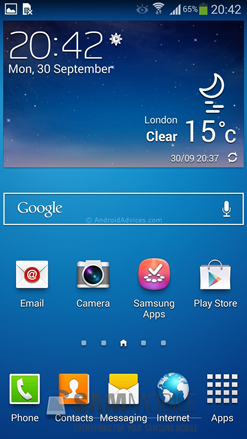 65% 20:42
20:42
Mon, 30 September
London
Clear 15°c
30/09 20:37
Google
© AndroidAdvices.com
Email Camera Samsung Apps Play Store
Phone Contacts Messaging Internet Apps